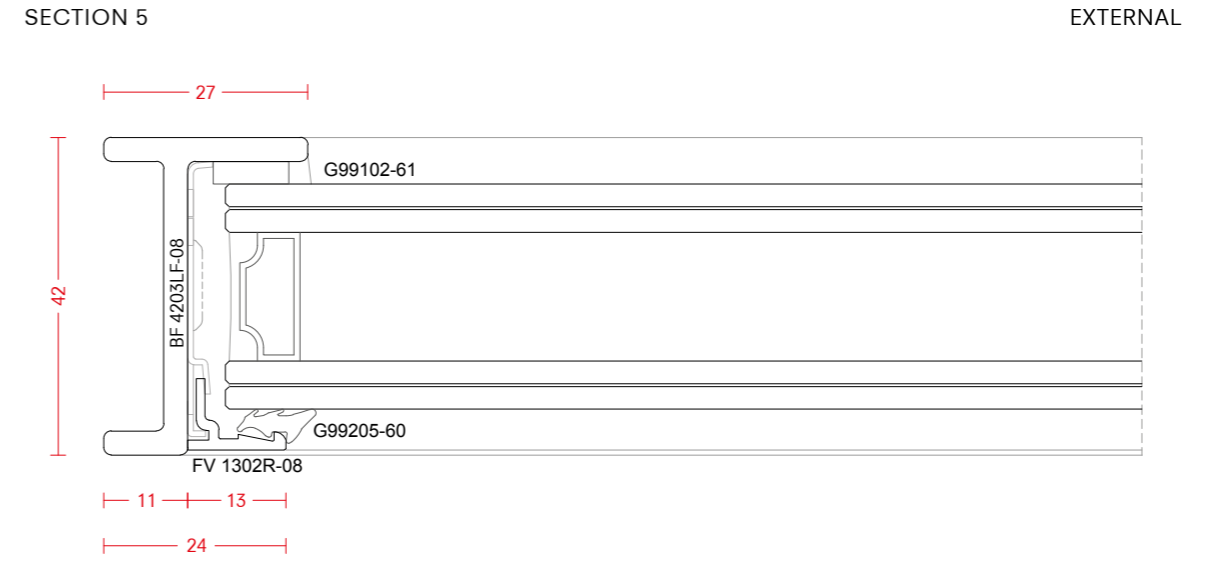 SECTION 5
EXTERNAL
27
G99102-61
42
BF 4203LF-08
G99205-60
FV 1302R-08
11
13
24